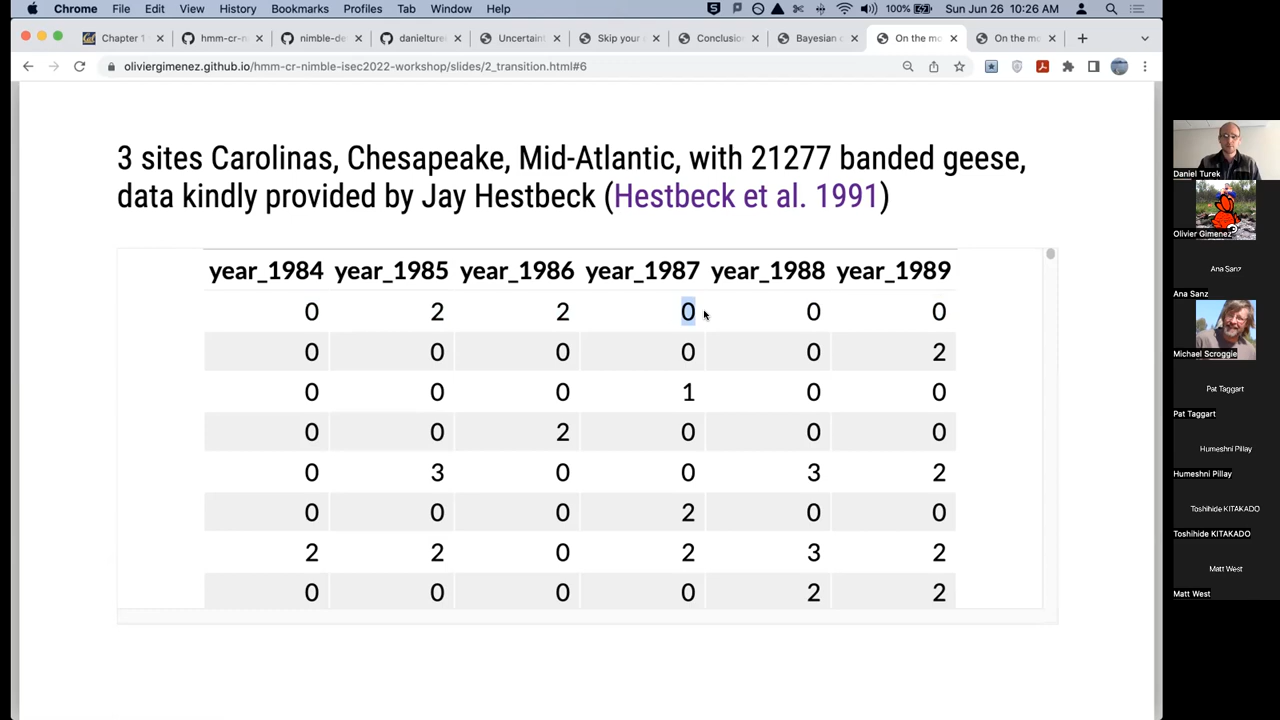 Chrome File Edit View History Bookmarks Profiles Tab Window Help 100% Sun Jun 26 10:26 AM
Chapter 1 hmm-cr-n nimble-de danielture Uncertain Skip your Conclusio Bayesian c On the mo On the mo
oliviergimenez.github.io/hmm-cr-nimble-isec2022-workshop/slides/2_transition.html#6
3 sites Carolinas, Chesapeake, Mid-Atlantic, with 21277 banded geese,
data kindly provided by Jay Hestbeck (Hestbeck et al. 1991)
year_1984 year_1985 year_1986 year_1987 year_1988 year_1989
0 2 2 0 0 0
0 0 0 0 0 2
0 0 0 1 0 0
0 0 2 0 0 0
0 3 0 0 3 2
0 0 0 2 0 0
2 2 0 2 3 2
0 0 0 0 2 2
Daniel Turek
Olivier Gimenez
Ana Sanz
Ana Sanz
Michael Scroggie
Pat Taggart
Pat Taggart
Humeshni Pillay
Humeshni Pillay
Toshihide KITAKADO
Toshihide KITAKADO
Matt West
Matt West